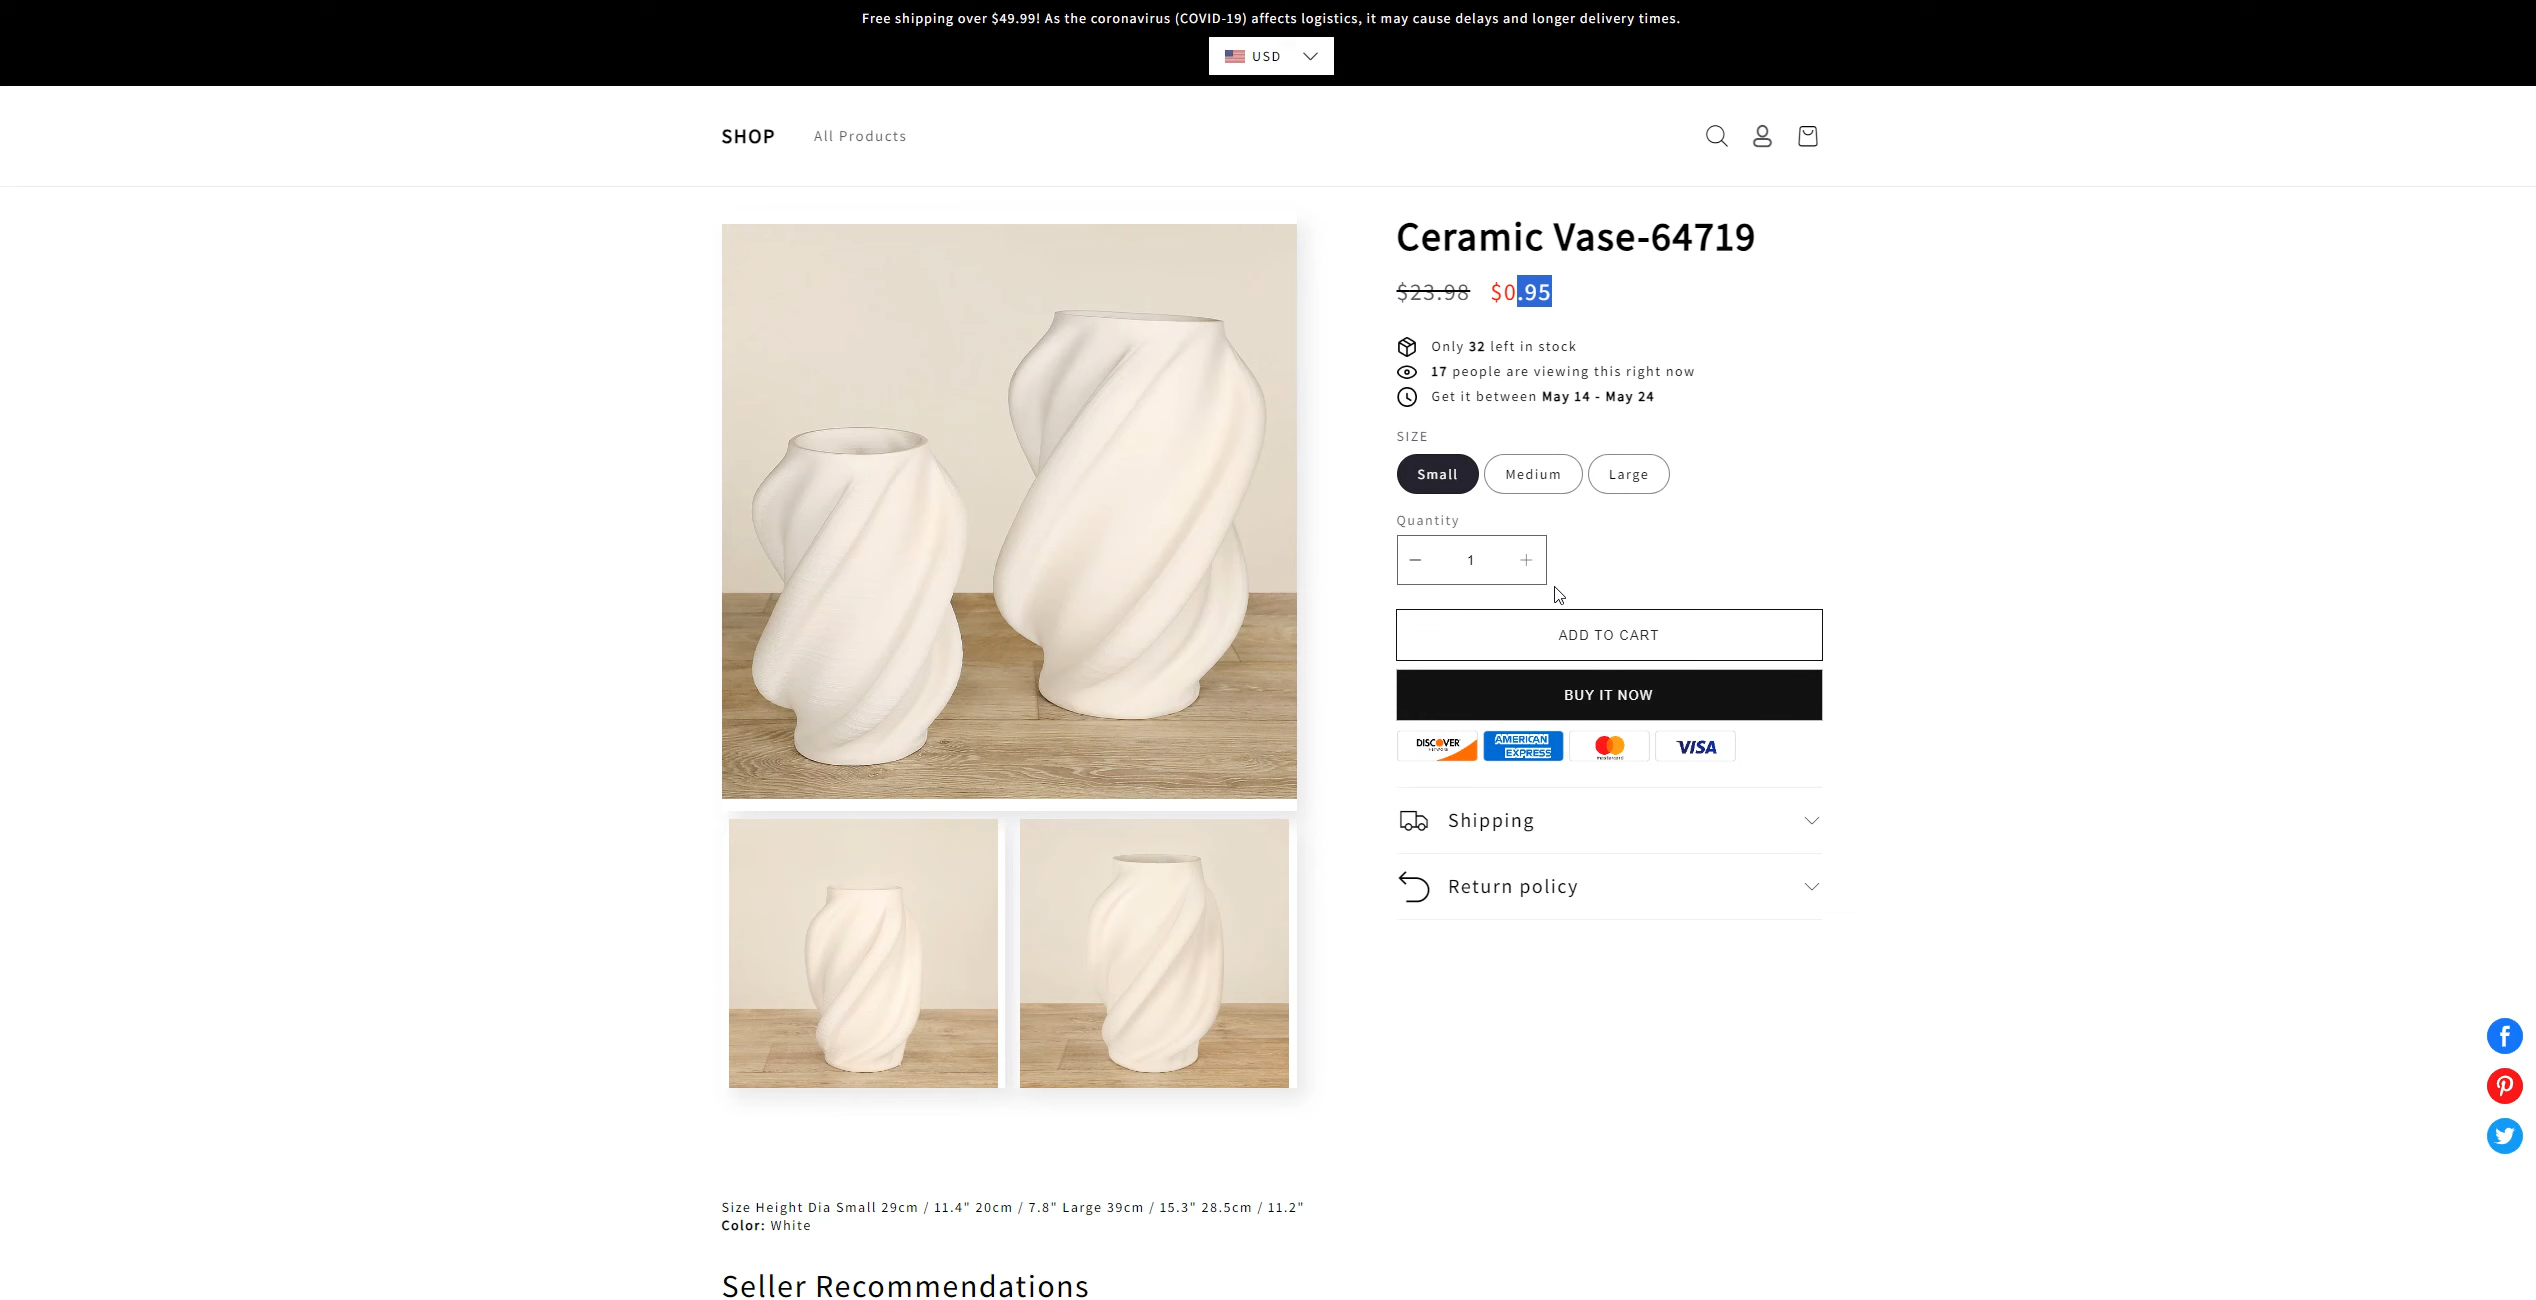 Free shipping over $49.99! As the coronavirus (COVID-19) affects logistics, it may cause delays and longer delivery times.
USD
SHOP
All Products
Ceramic Vase-64719
$23.98 $0.95
Only 32 left in stock
17 people are viewing this right now
Get it between May 14 - May 24
SIZE
Small Medium Large
Quantity
− 1 +
ADD TO CART
BUY IT NOW
DISCOVER AMERICAN EXPRESS mastercard VISA
Shipping
Return policy
Size Height Dia Small 29cm / 11.4" 20cm / 7.8" Large 39cm / 15.3" 28.5cm / 11.2"
Color: White
Seller Recommendations